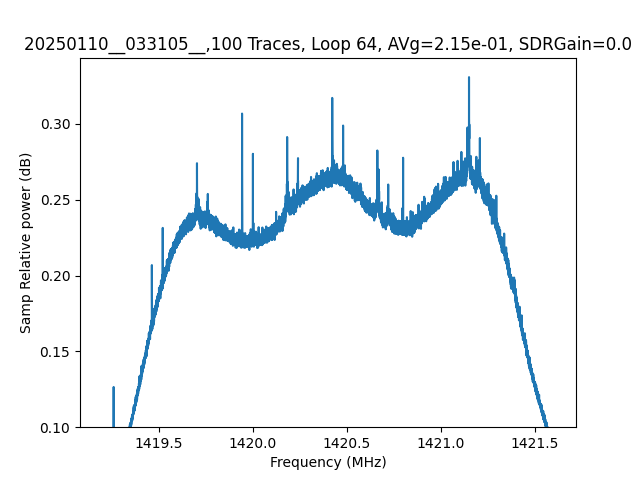 20250110__033105__,100 Traces, Loop 64, AVg=2.15e-01, SDRGain=0.0
0.30
0.25
0.20
0.15
0.10
Samp Relative power (dB)
1419.5 1420.0 1420.5 1421.0 1421.5
Frequency (MHz)